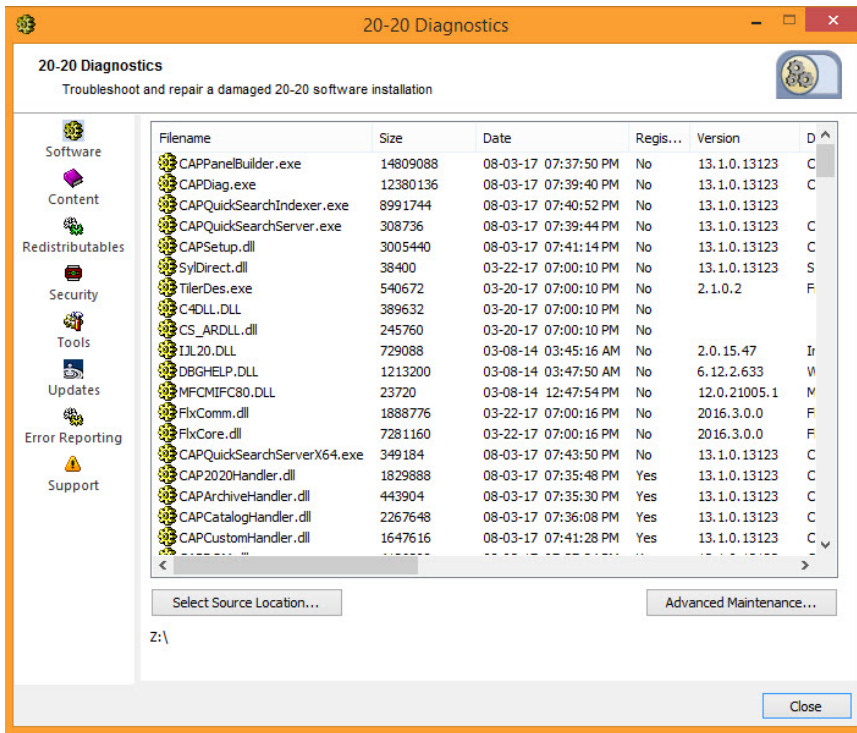 20-20 Diagnostics
20-20 Diagnostics
Troubleshoot and repair a damaged 20-20 software installation
Software
Content
Redistributables
Security
Tools
Updates
Error Reporting
Support
Filename Size Date Regis... Version D
CAPPanelBuilder.exe 14809088 08-03-17 07:37:50 PM No 13.1.0.13123 C
CAPDiag.exe 12380136 08-03-17 07:39:40 PM No 13.1.0.13123 C
CAPQuickSearchIndexer.exe 8991744 08-03-17 07:40:52 PM No 13.1.0.13123
CAPQuickSearchServer.exe 308736 08-03-17 07:39:44 PM No 13.1.0.13123 C
CAPSetup.dll 3005440 08-03-17 07:41:14 PM No 13.1.0.13123 C
SylDirect.dll 38400 03-22-17 07:00:10 PM No 13.1.0.13123 S
TilerDes.exe 540672 03-20-17 07:00:10 PM No 2.1.0.2 Fi
C4DLL.DLL 389632 03-20-17 07:00:10 PM No
CS_ARDLL.dll 245760 03-20-17 07:00:10 PM No
IJL20.DLL 729088 03-08-14 03:45:16 AM No 2.0.15.47 Ir
DBGHELP.DLL 1213200 03-08-14 03:47:50 AM No 6.12.2.633 W
MFCMIFC80.DLL 23720 03-08-14 12:47:54 PM No 12.0.21005.1 M
FlxComm.dll 1888776 03-22-17 07:00:16 PM No 2016.3.0.0 Fl
FlxCore.dll 7281160 03-22-17 07:00:16 PM No 2016.3.0.0 Fl
CAPQuickSearchServerX64.exe 349184 08-03-17 07:43:50 PM No 13.1.0.13123 C
CAP2020Handler.dll 1829888 08-03-17 07:35:48 PM Yes 13.1.0.13123 C
CAPArchiveHandler.dll 443904 08-03-17 07:35:30 PM Yes 13.1.0.13123 C
CAPCatalogHandler.dll 2267648 08-03-17 07:36:08 PM Yes 13.1.0.13123 C
CAPCustomHandler.dll 1647616 08-03-17 07:41:28 PM Yes 13.1.0.13123 C
Select Source Location...
Advanced Maintenance...
Z:\
Close